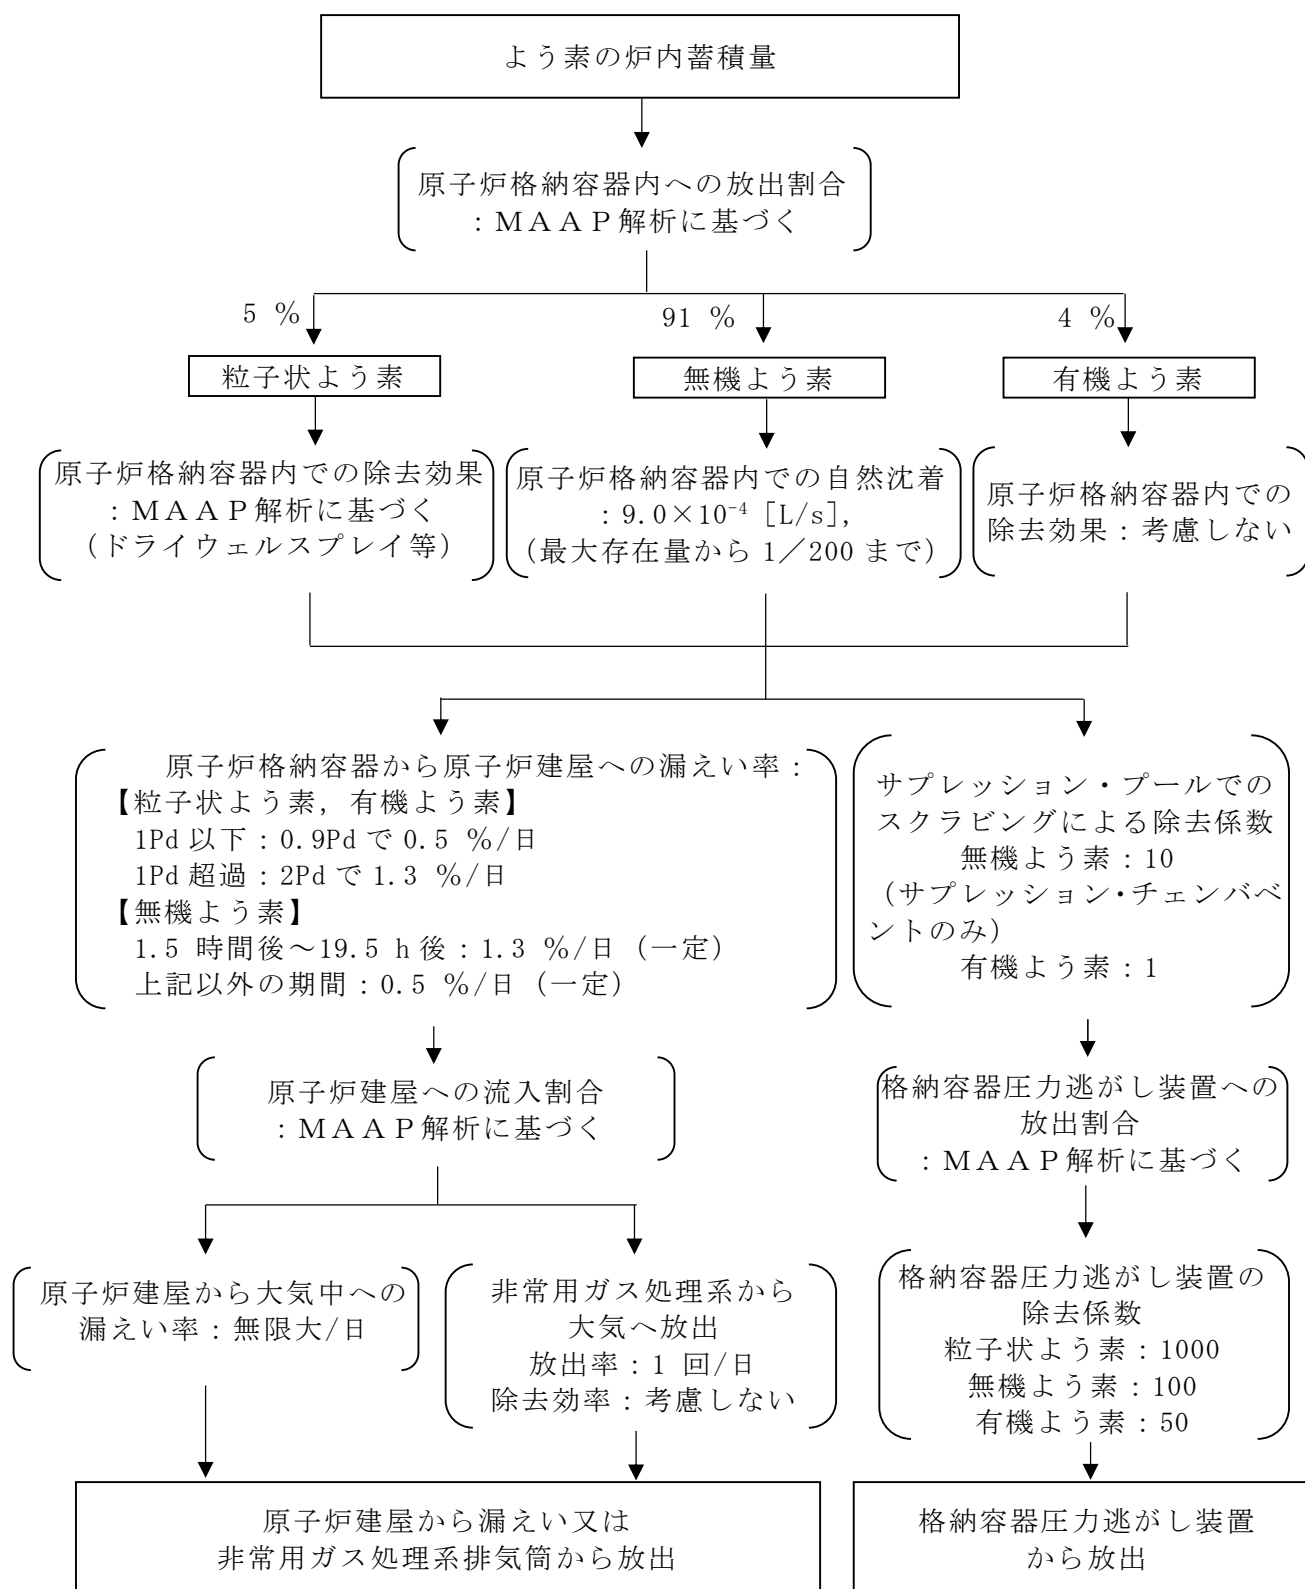 よう素の炉内蓄積量
原子炉格納容器内への放出割合
：ＭＡＡＰ解析に基づく
5 ％
91 ％
4 ％
粒子状よう素
無機よう素
有機よう素
原子炉格納容器内での除去効果
：ＭＡＡＰ解析に基づく
（ドライウェルスプレイ等）
原子炉格納容器内での自然沈着
：9.0×10⁻⁴ [L/s]，
（最大存在量から 1／200 まで）
原子炉格納容器内での
除去効果：考慮しない
原子炉格納容器から原子炉建屋への漏えい率：
【粒子状よう素，有機よう素】
1Pd 以下：0.9Pd で 0.5 ％/日
1Pd 超過：2Pd で 1.3 ％/日
【無機よう素】
1.5 時間後～19.5 h 後：1.3 ％/日（一定）
上記以外の期間：0.5 ％/日（一定）
サプレッション・プールでの
スクラビングによる除去係数
無機よう素：10
（サプレッション・チェンバベ
ントのみ）
有機よう素：1
原子炉建屋への流入割合
：ＭＡＡＰ解析に基づく
格納容器圧力逃がし装置への
放出割合
：ＭＡＡＰ解析に基づく
原子炉建屋から大気中への
漏えい率：無限大/日
非常用ガス処理系から
大気へ放出
放出率：1 回/日
除去効率：考慮しない
格納容器圧力逃がし装置の
除去係数
粒子状よう素：1000
無機よう素：100
有機よう素：50
原子炉建屋から漏えい又は
非常用ガス処理系排気筒から放出
格納容器圧力逃がし装置
から放出